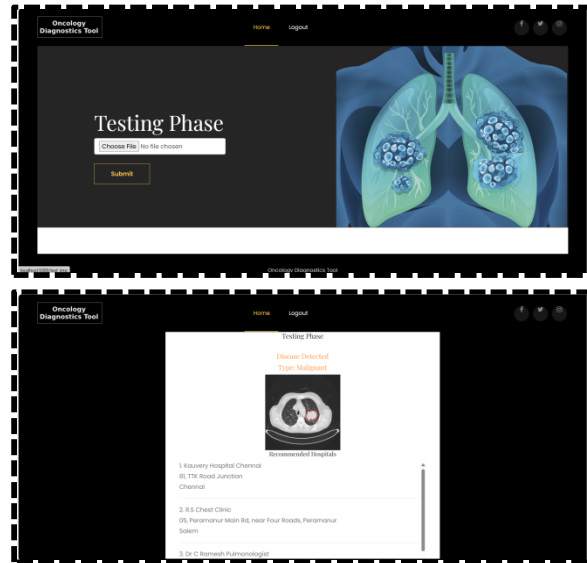 Oncology
Diagnostics Tool
Home Logout
Testing Phase
Choose File No file chosen
Submit
Oncology Diagnostics Tool
Oncology
Diagnostics Tool
Home Logout
Testing Phase
Disease Detected
Type: Malignant
Recommended Hospitals
1. Kauvery Hospital Chennai
81, TTK Road Junction
Chennai
2. R.S Chest Clinic
05, Peramanur Main Rd, near Four Roads, Peramanur
Salem
3. Dr C Ramesh Pulmonologist